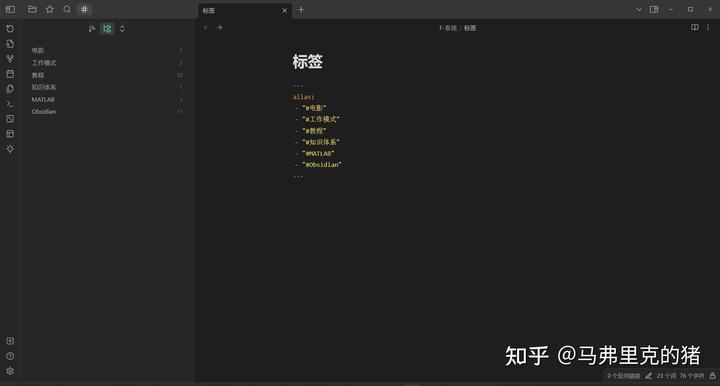 标签
F-系统 / 标签
电影 2
工作模式 2
教程 10
知识体系 1
MATLAB 1
Obsidian 11
标签
---
alias:
- "#电影"
- "#工作模式"
- "#教程"
- "#知识体系"
- "#MATLAB"
- "#Obsidian"
---
知乎 @马弗里克的猪
0 个反向链接 23 个词 76 个字符